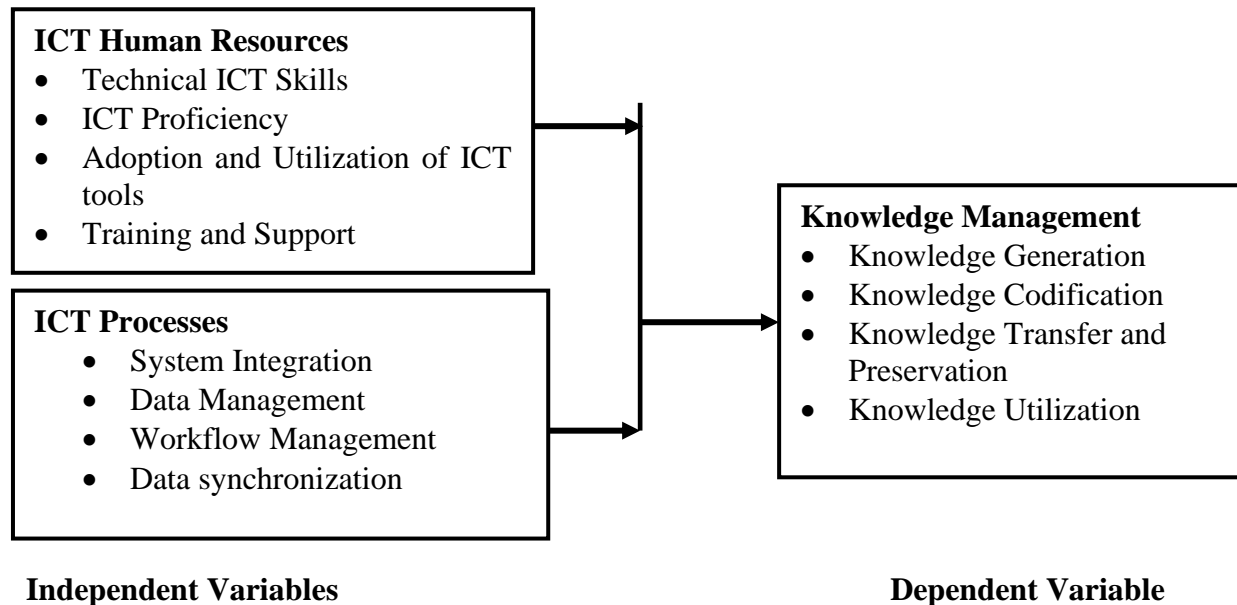 ICT Human Resources
• Technical ICT Skills
• ICT Proficiency
• Adoption and Utilization of ICT
tools
• Training and Support
ICT Processes
• System Integration
• Data Management
• Workflow Management
• Data synchronization
Knowledge Management
• Knowledge Generation
• Knowledge Codification
• Knowledge Transfer and
Preservation
• Knowledge Utilization
Independent Variables
Dependent Variable